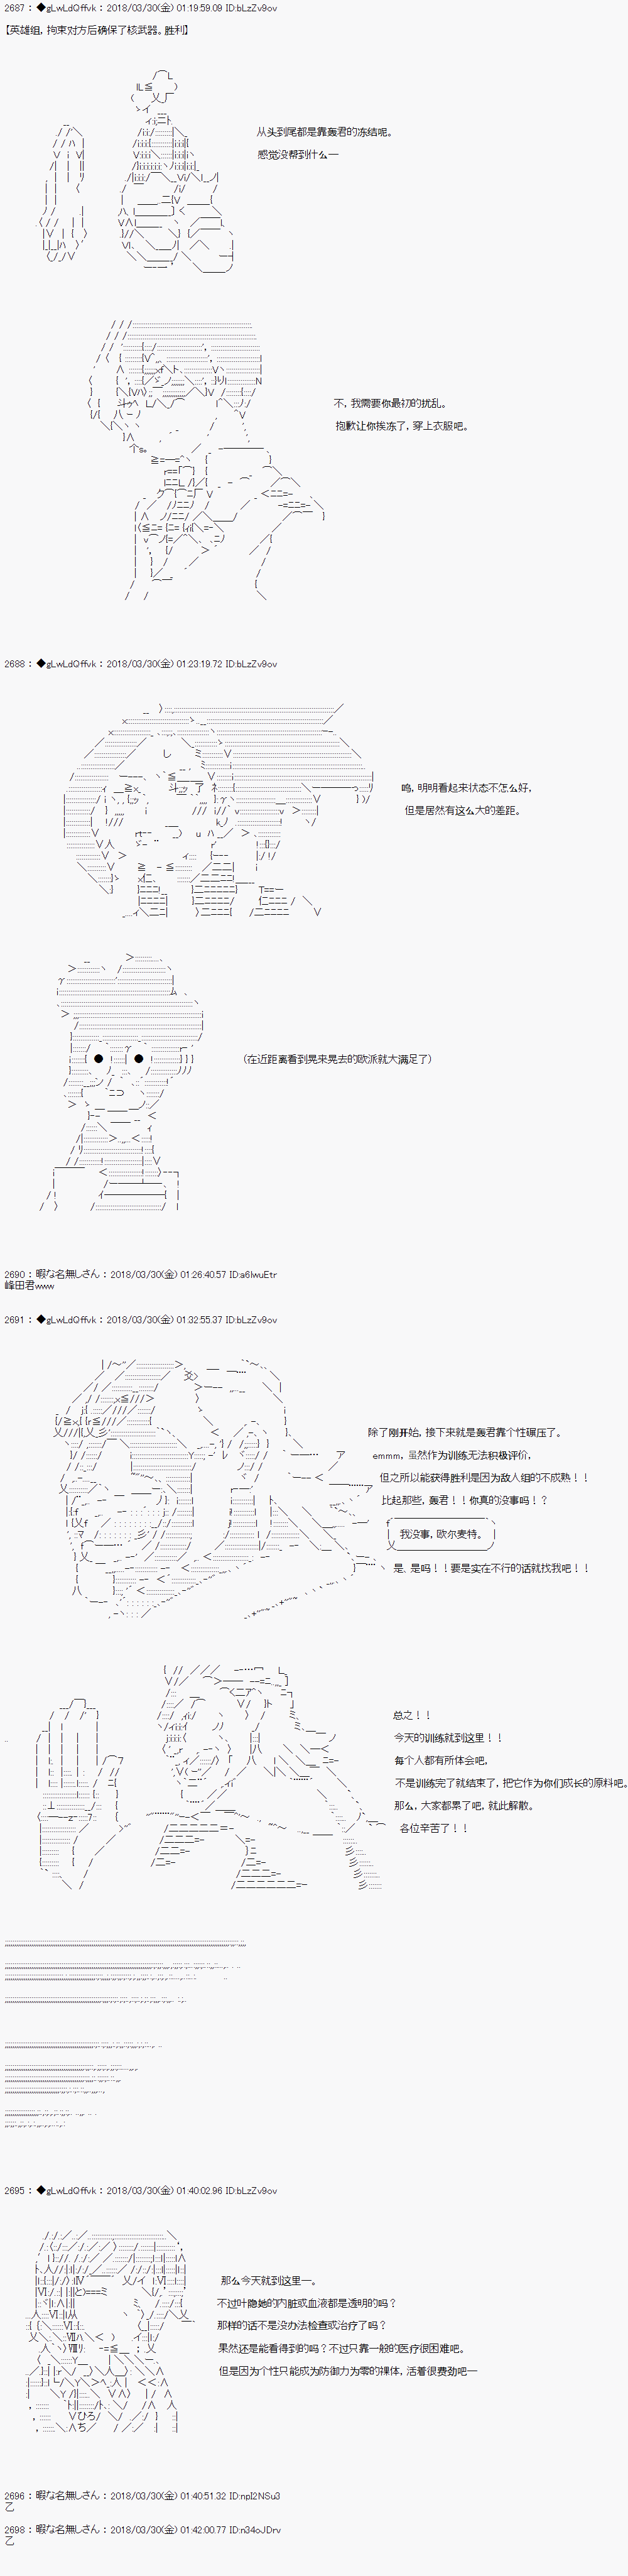 2687 : ◆gLwLdQffvk : 2018/03/30(金) 01:19:59.09 ID:bLzZv9ov
【英雄组，拘束对方后确保了核武器。胜利】
从头到尾都是靠轰君的冻结呢。
感觉没帮到什么一
不，我需要你最初的扰乱。
抱歉让你挨冻了，穿上衣服吧。
2688 : ◆gLwLdQffvk : 2018/03/30(金) 01:23:19.72 ID:bLzZv9ov
呜，明明看起来状态不怎么好，
但是居然有这么大的差距。
（在近距离看到晃来晃去的欧派就大满足了）
2690 : 暇な名無しさん : 2018/03/30(金) 01:26:40.57 ID:a6IwuEtr
峰田君www
2691 : ◆gLwLdQffvk : 2018/03/30(金) 01:32:55.37 ID:bLzZv9ov
除了刚开始，接下来就是轰君靠个性碾压了。
emmm，虽然作为训练无法积极评价，
但之所以能获得胜利是因为敌人组的不成熟！！
比起那些，轰君！！你真的没事吗！？
我没事，欧尔麦特。
是、是吗！！要是实在不行的话就找我吧！！
总之！！
今天的训练就到这里！！
每个人都有所体会吧，
不是训练完了就结束了，把它作为你们成长的原料吧。
那么，大家都累了吧，就此解散。
各位辛苦了！！
2695 : ◆gLwLdQffvk : 2018/03/30(金) 01:40:02.96 ID:bLzZv9ov
那么今天就到这里一。
不过叶隐她的内脏或血液都是透明的吗？
那样的话不是没办法检查或治疗了吗？
果然还是能看得到的吗？不过只靠一般的医疗很困难吧。
但是因为个性只能成为防御力为零的裸体，活着很费劲吧一
2696 : 暇な名無しさん : 2018/03/30(金) 01:40:51.32 ID:npI2NSu3
乙
2698 : 暇な名無しさん : 2018/03/30(金) 01:42:00.77 ID:n34oJDrv
乙